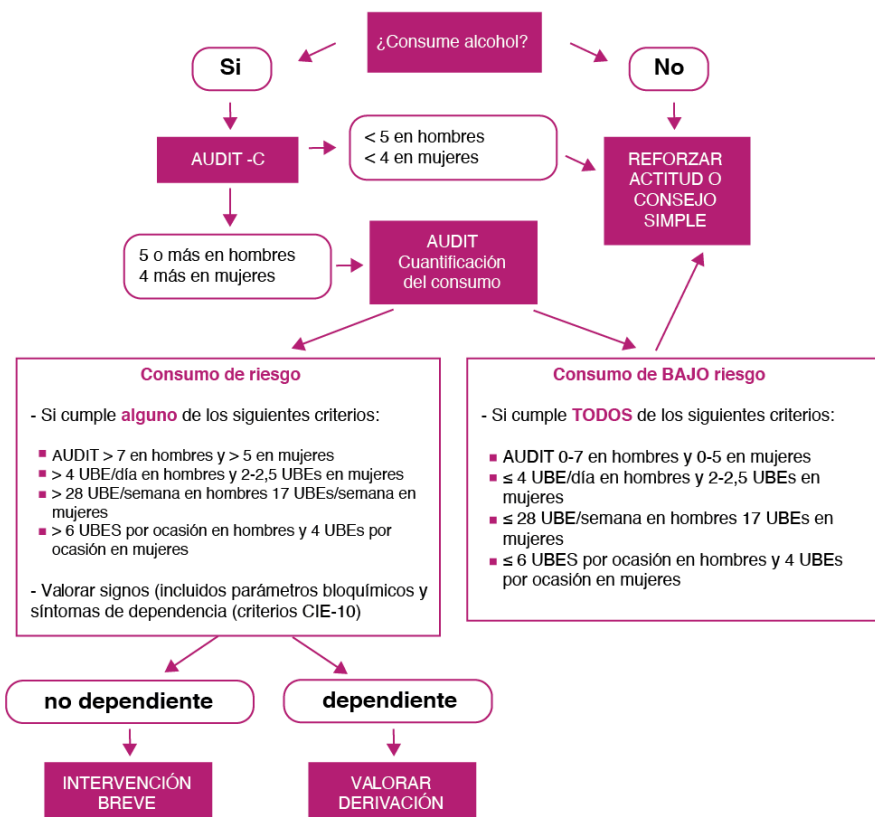 ¿Consume alcohol?
Si
No
AUDIT -C
< 5 en hombres
< 4 en mujeres
REFORZAR
ACTITUD O
CONSEJO
SIMPLE
5 o más en hombres
4 más en mujeres
AUDIT
Cuantificación
del consumo
Consumo de riesgo
- Si cumple alguno de los siguientes criterios:
AUDIT > 7 en hombres y > 5 en mujeres
> 4 UBE/día en hombres y 2-2,5 UBEs en mujeres
> 28 UBE/semana en hombres 17 UBEs/semana en
mujeres
> 6 UBES por ocasión en hombres y 4 UBEs por
ocasión en mujeres
- Valorar signos (incluidos parámetros bloquímicos y
síntomas de dependencia (criterios CIE-10)
Consumo de BAJO riesgo
- Si cumple TODOS de los siguientes criterios:
AUDIT 0-7 en hombres y 0-5 en mujeres
≤ 4 UBE/día en hombres y 2-2,5 UBEs en
mujeres
≤ 28 UBE/semana en hombres 17 UBEs en
mujeres
≤ 6 UBES por ocasión en hombres y 4 UBEs
por ocasión en mujeres
no dependiente
dependiente
INTERVENCIÓN
BREVE
VALORAR
DERIVACIÓN